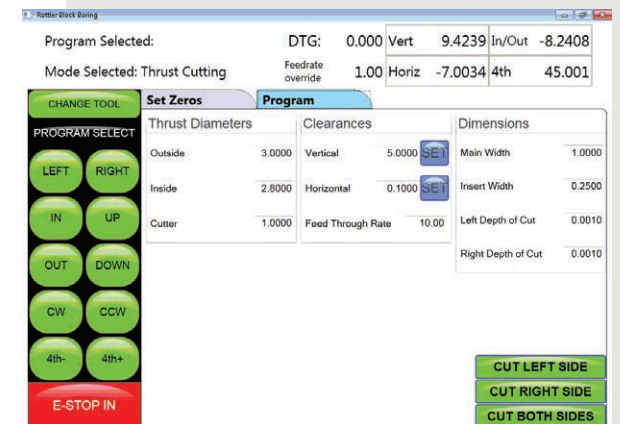 Rottler Block Boring
Program Selected: DTG: 0.000 Vert 9.4239 In/Out -8.2408
Mode Selected: Thrust Cutting Feedrate override 1.00 Horiz -7.0034 4th 45.001
CHANGE TOOL Set Zeros Program
PROGRAM SELECT Thrust Diameters Clearances Dimensions
Outside 3.0000 Vertical 5.0000 SET Main Width 1.0000
LEFT RIGHT
Inside 2.8000 Horizontal 0.1000 SET Insert Width 0.2500
IN UP
Cutter 1.0000 Feed Through Rate 10.00 Left Depth of Cut 0.0010
Right Depth of Cut 0.0010
OUT DOWN
CW CCW
4th- 4th+
CUT LEFT SIDE
CUT RIGHT SIDE
E-STOP IN
CUT BOTH SIDES